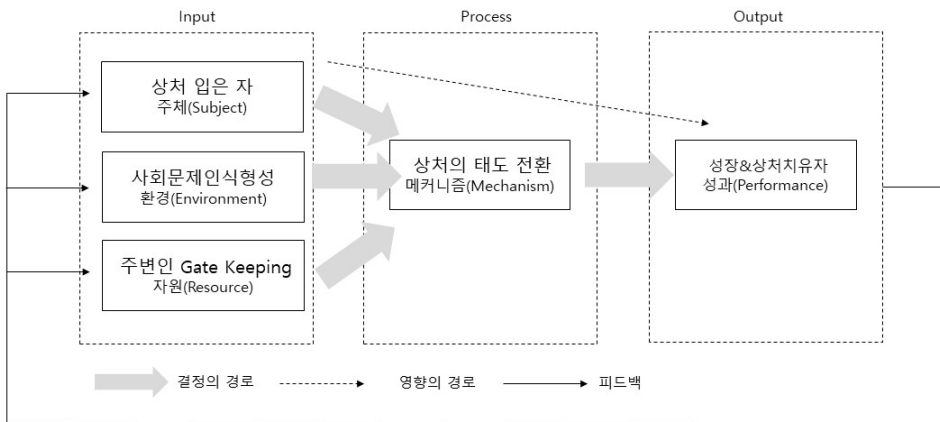 Input
Process
Output
상처 입은 자
주체(Subject)
사회문제인식형성
환경(Environment)
주변인 Gate Keeping
자원(Resource)
상처의 태도 전환
메커니즘(Mechanism)
성장&상처치유자
성과(Performance)
결정의 경로
영향의 경로
피드백